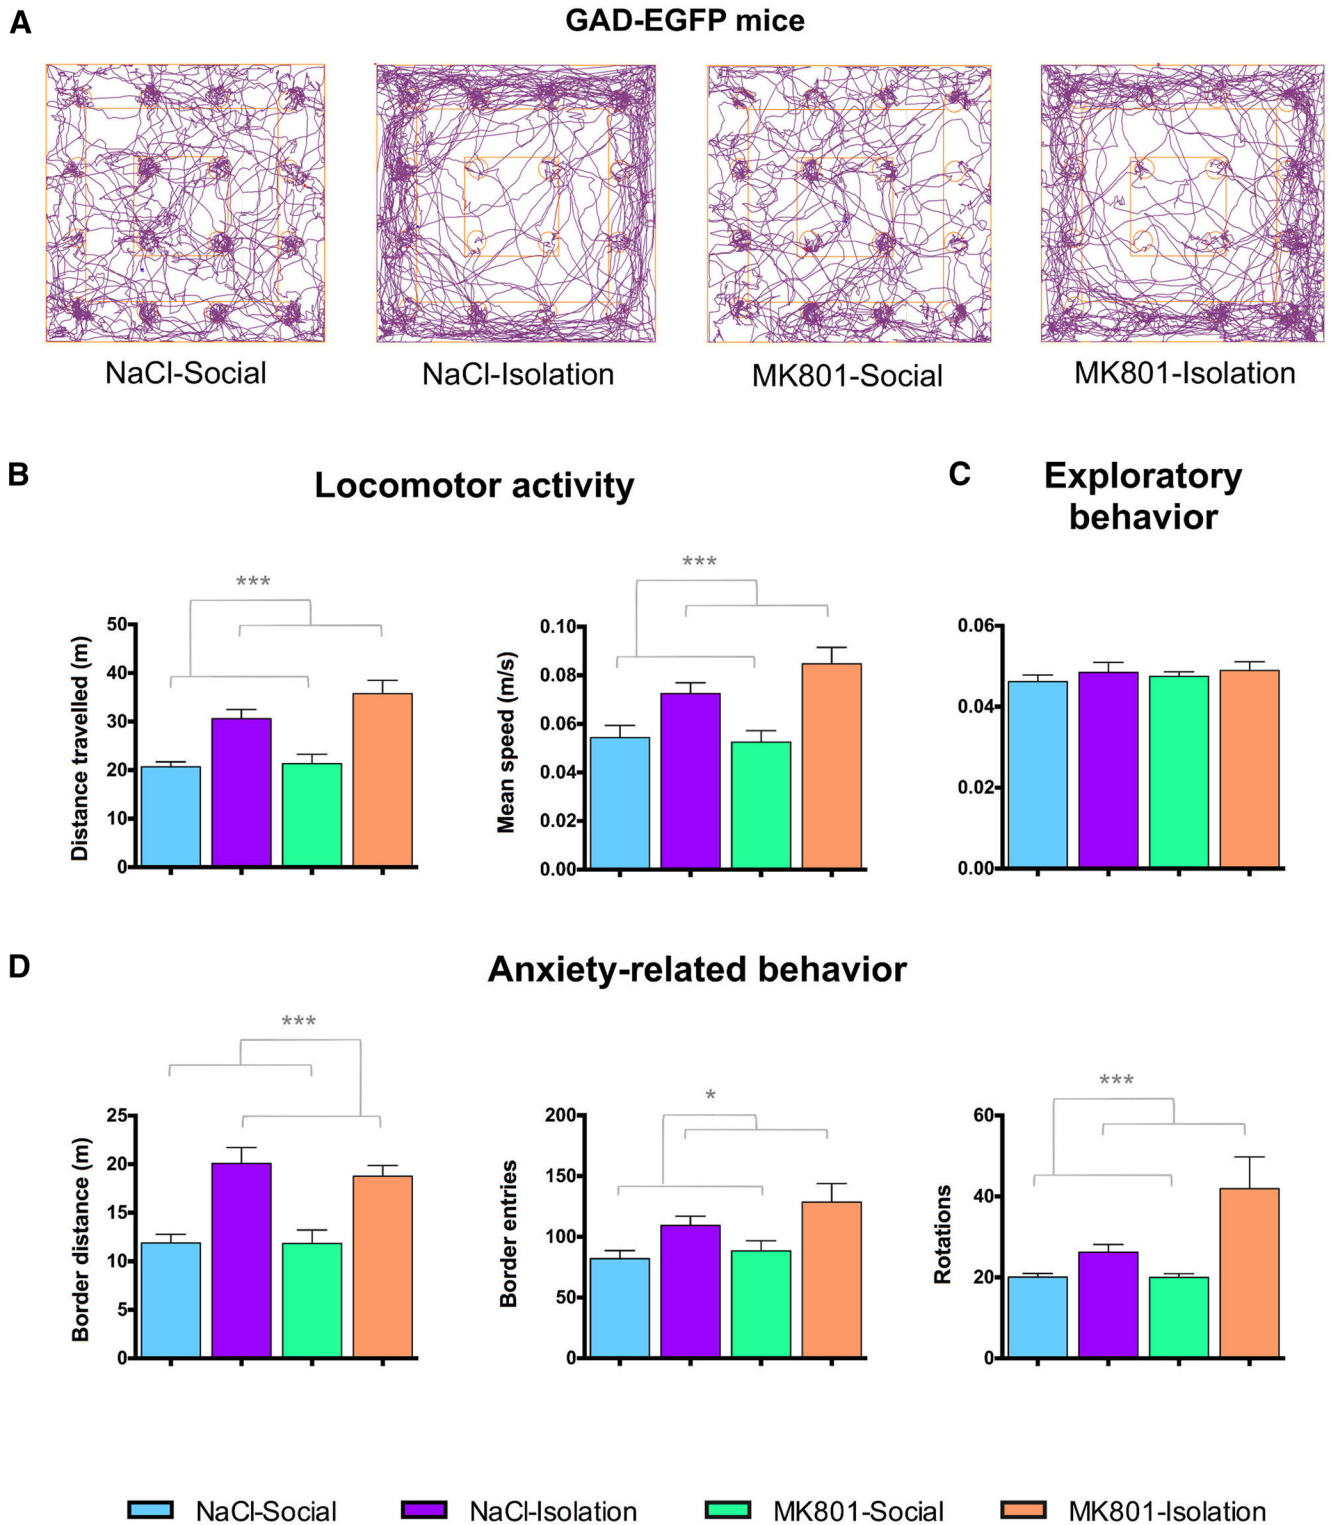 A
GAD-EGFP mice
NaCl-Social
NaCl-Isolation
MK801-Social
MK801-Isolation
B
Locomotor activity
C
Exploratory
behavior
***
Distance travelled (m)
50
40
30
20
10
0
***
Mean speed (m/s)
0.10
0.08
0.06
0.04
0.02
0.00
0.06
0.04
0.02
0.00
D
Anxiety-related behavior
***
Border distance (m)
25
20
15
10
5
0
*
Border entries
200
150
100
50
0
***
Rotations
60
40
20
0
NaCl-Social
NaCl-Isolation
MK801-Social
MK801-Isolation